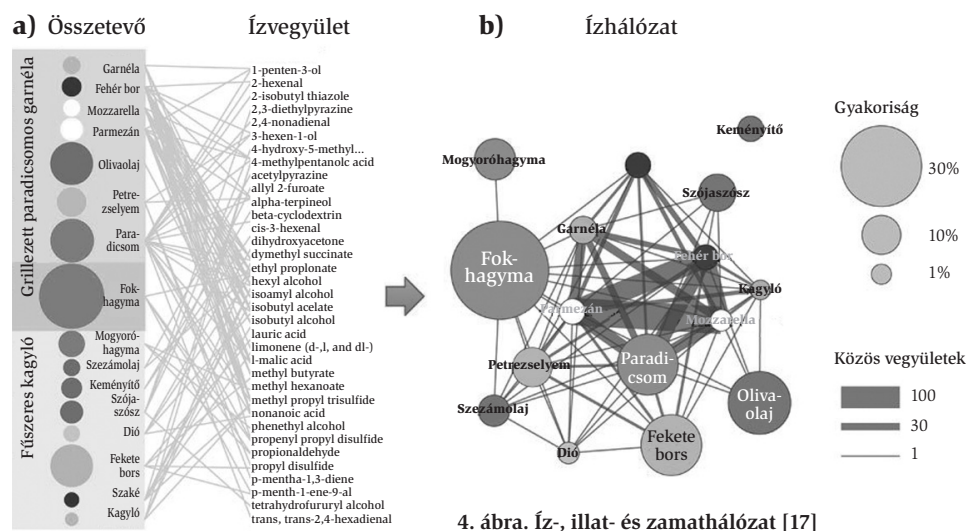 a) Összetevő
Ízvegyület
b) Ízhálózat
Grillezett paradicsomos garnéla
Fűszeres kagyló
Garnéla
Fehér bor
Mozzarella
Parmezán
Olivaolaj
Petre-
zselyem
Para-
dicsom
Fok-
hagyma
Mogyoró-
hagyma
Szezámolaj
Keményítő
Szója-
szósz
Dió
Fekete
bors
Szaké
Kagyló
1-penten-3-ol
2-hexenal
2-isobutyl thiazole
2,3-diethylpyrazine
2,4-nonadienal
3-hexen-1-ol
4-hydroxy-5-methyl...
4-methylpentanolc acid
acetylpyrazine
allyl 2-furoate
alpha-terpineol
beta-cyclodextrin
cis-3-hexenal
dihydroxyacetone
dymethyl succinate
ethyl proplonate
hexyl alcohol
isoamyl alcohol
isobutyl acelate
isobutyl alcohol
lauric acid
limonene (d-,l, and dl-)
l-malic acid
methyl butyrate
methyl hexanoate
methyl propyl trisulfide
nonanoic acid
phenethyl alcohol
propenyl propyl disulfide
propionaldehyde
propyl disulfide
p-mentha-1,3-diene
p-menth-1-ene-9-al
tetrahydrofururyl alcohol
trans, trans-2,4-hexadienal
Keményítő
Mogyoróhagyma
Szójaszósz
Garnéla
Fok-
hagyma
Fehér bor
Kagyló
Parmezán
Mozzarella
Petrezselyem
Paradi-
csom
Szezámolaj
Oliva-
olaj
Dió
Fekete
bors
Gyakoriság
30%
10%
1%
Közös vegyületek
100
30
1
4. ábra. Íz-, illat- és zamathálózat [17]